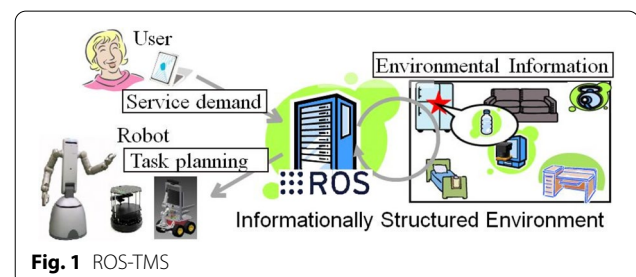 User
Environmental Information
Service demand
Robot
Task planning
ROS
Informationally Structured Environment
Fig. 1 ROS-TMS